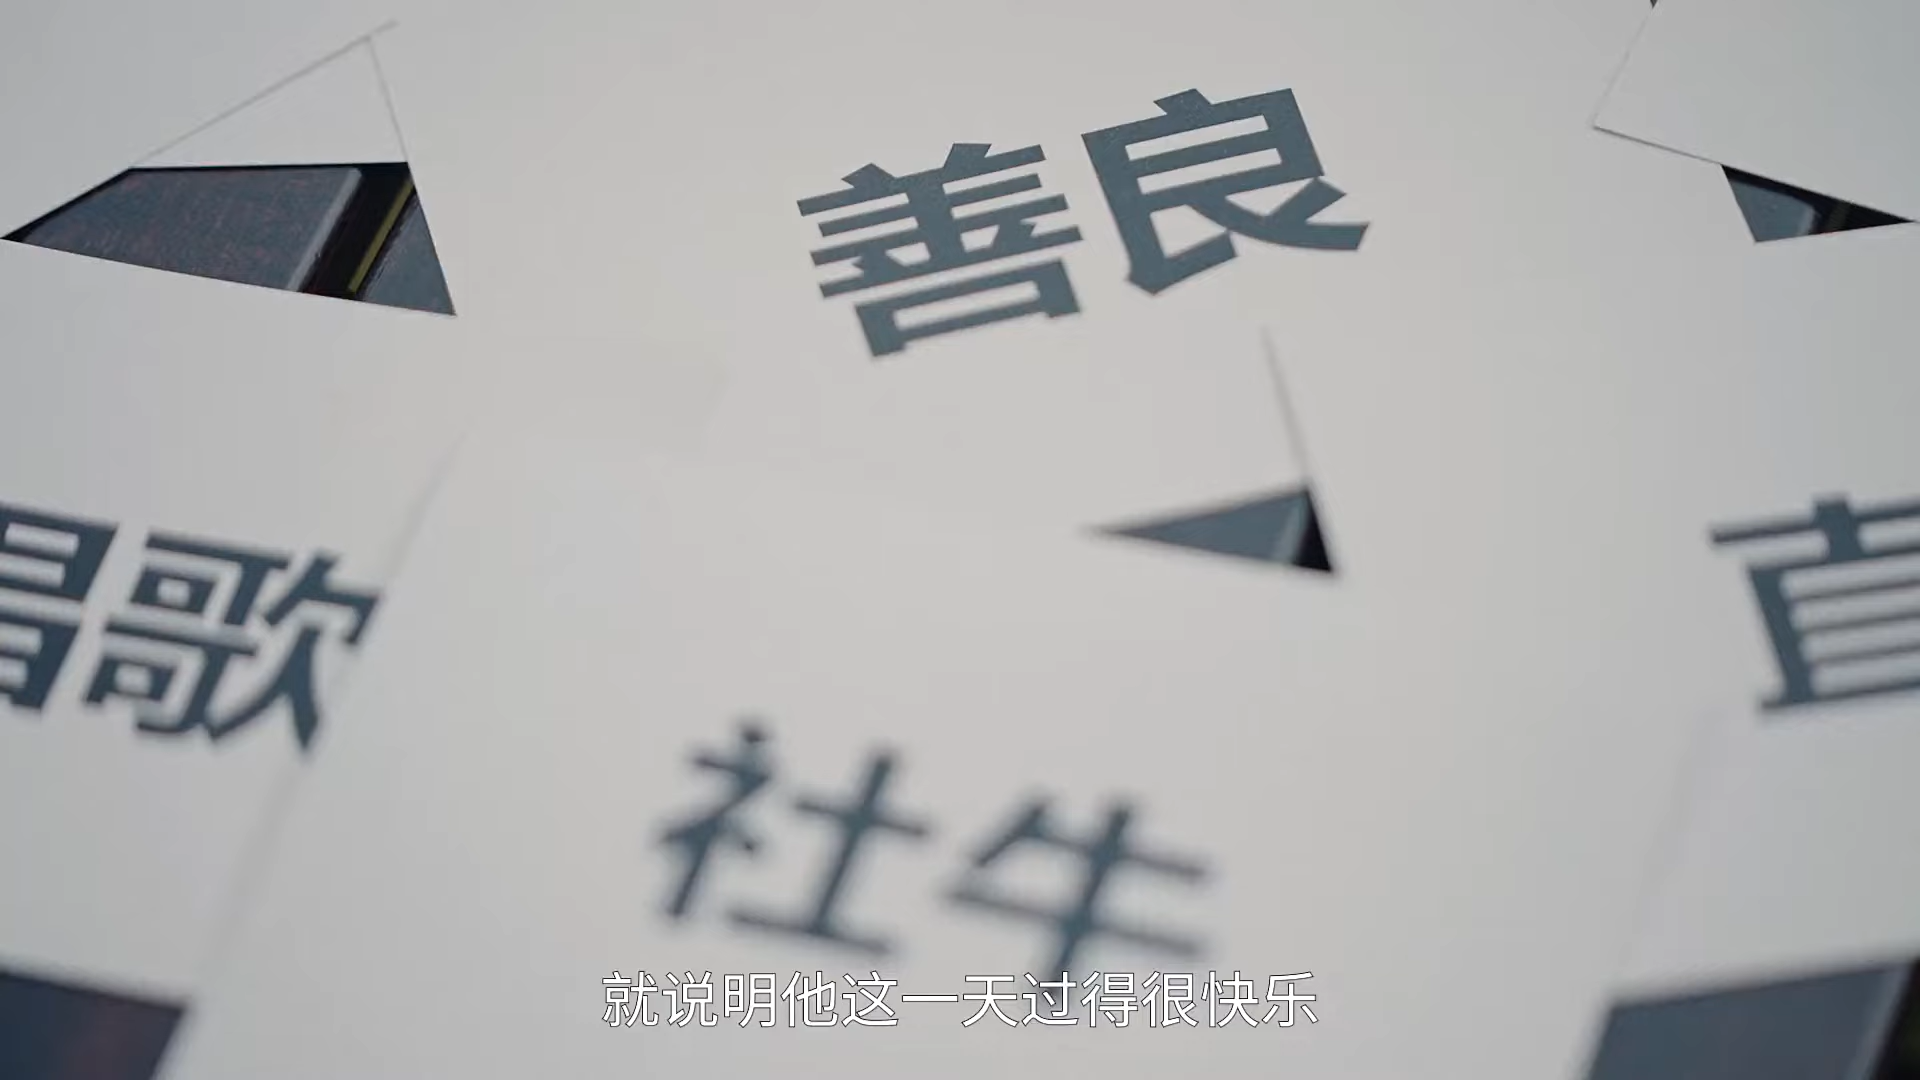 善良
唱歌
社牛
就说明他这一天过得很快乐